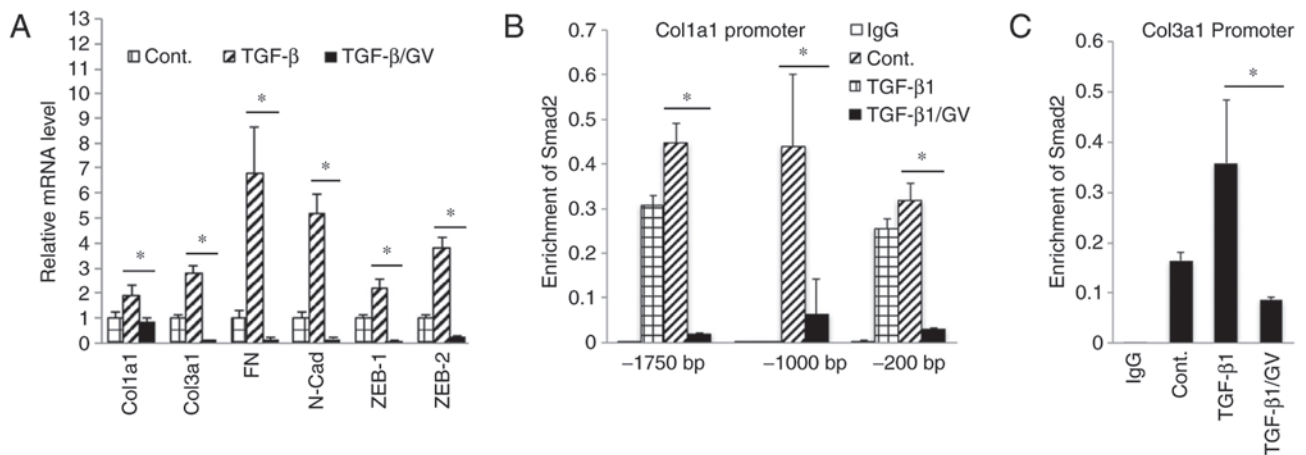 A
Relative mRNA level
13
12
11
10
9
8
7
6
5
4
3
2
1
0
Cont. TGF-β TGF-β/GV
* * * * * *
Col1a1 Col3a1 FN N-Cad ZEB-1 ZEB-2
B
Col1a1 promoter
Enrichment of Smad2
0.7
0.6
0.5
0.4
0.3
0.2
0.1
0
IgG
Cont.
TGF-β1
TGF-β1/GV
* * *
−1750 bp −1000 bp −200 bp
C
Col3a1 Promoter
Enrichment of Smad2
0.6
0.5
0.4
0.3
0.2
0.1
0
*
IgG Cont. TGF-β1 TGF-β1/GV